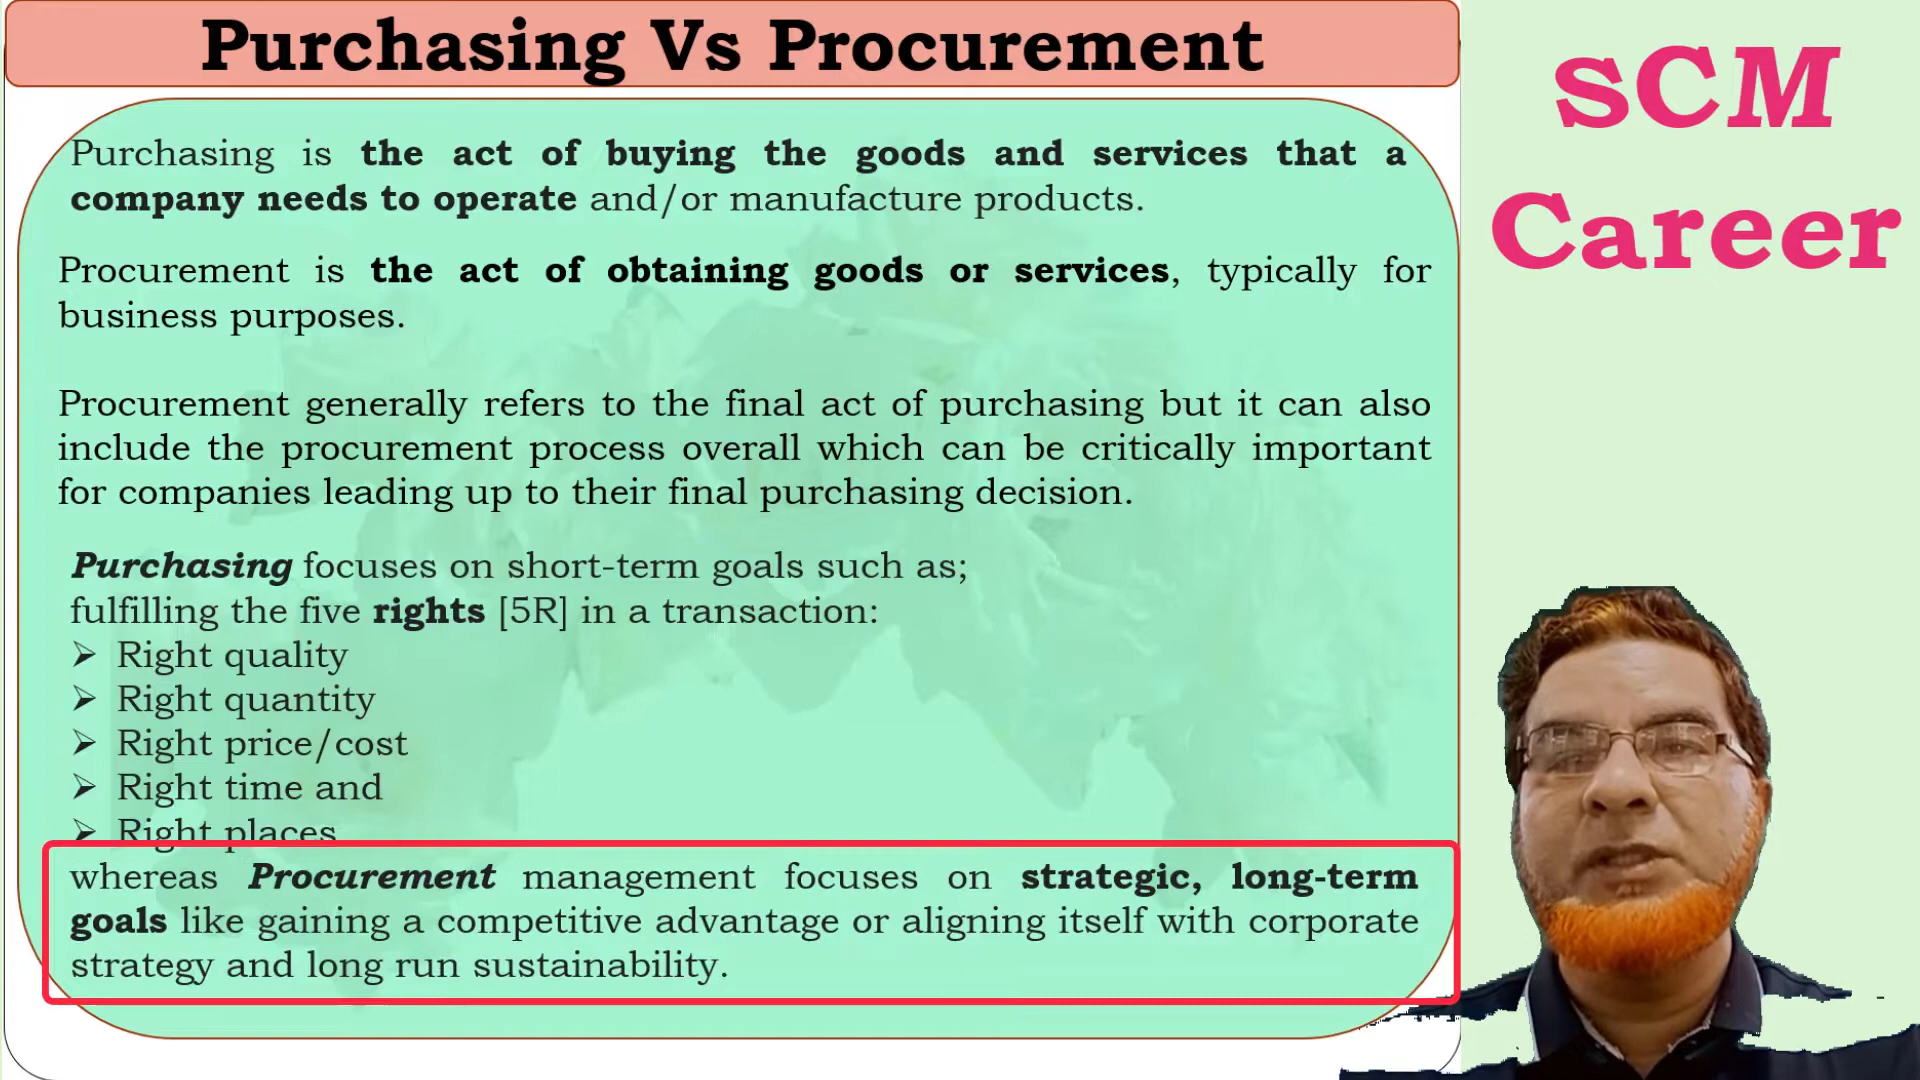 Purchasing Vs Procurement
Purchasing is the act of buying the goods and services that a
company needs to operate and/or manufacture products.
Procurement is the act of obtaining goods or services, typically for
business purposes.
Procurement generally refers to the final act of purchasing but it can also
include the procurement process overall which can be critically important
for companies leading up to their final purchasing decision.
Purchasing focuses on short-term goals such as;
fulfilling the five rights [5R] in a transaction:
➢ Right quality
➢ Right quantity
➢ Right price/cost
➢ Right time and
➢ Right places
whereas Procurement management focuses on strategic, long-term
goals like gaining a competitive advantage or aligning itself with corporate
strategy and long run sustainability.
sCM
Career